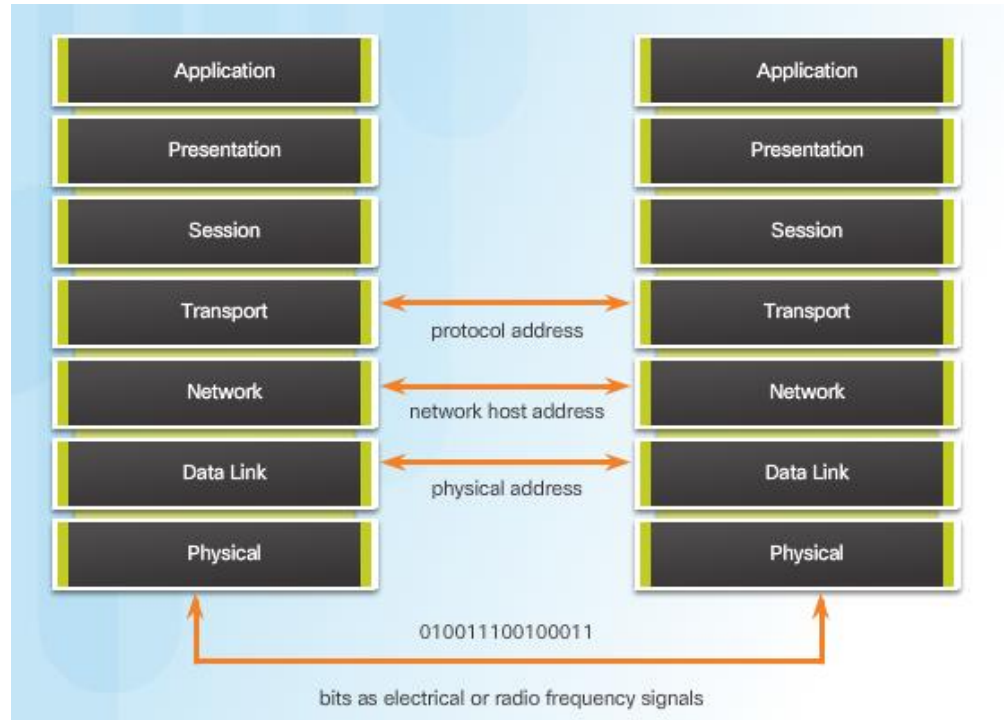 Application
Application
Presentation
Presentation
Session
Session
Transport
protocol address
Transport
Network
network host address
Network
Data Link
physical address
Data Link
Physical
Physical
010011100100011
bits as electrical or radio frequency signals